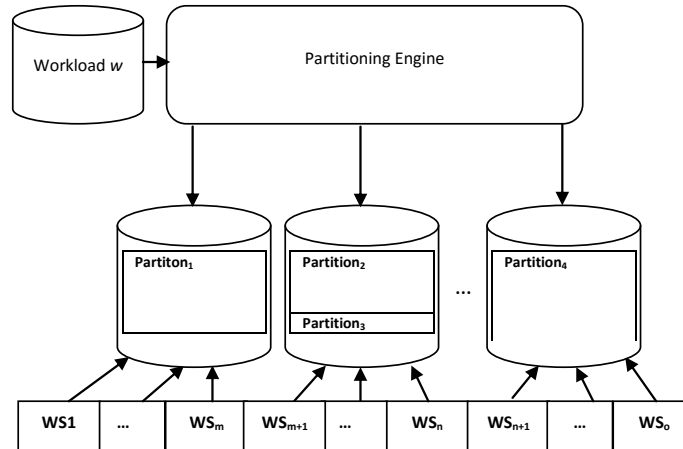 Workload w
Partitioning Engine
Partiton₁
Partition₂
Partition₄
...
Partition₃
WS1
...
WSₘ
WSₘ₊₁
...
WSₙ
WSₙ₊₁
...
WSₒ